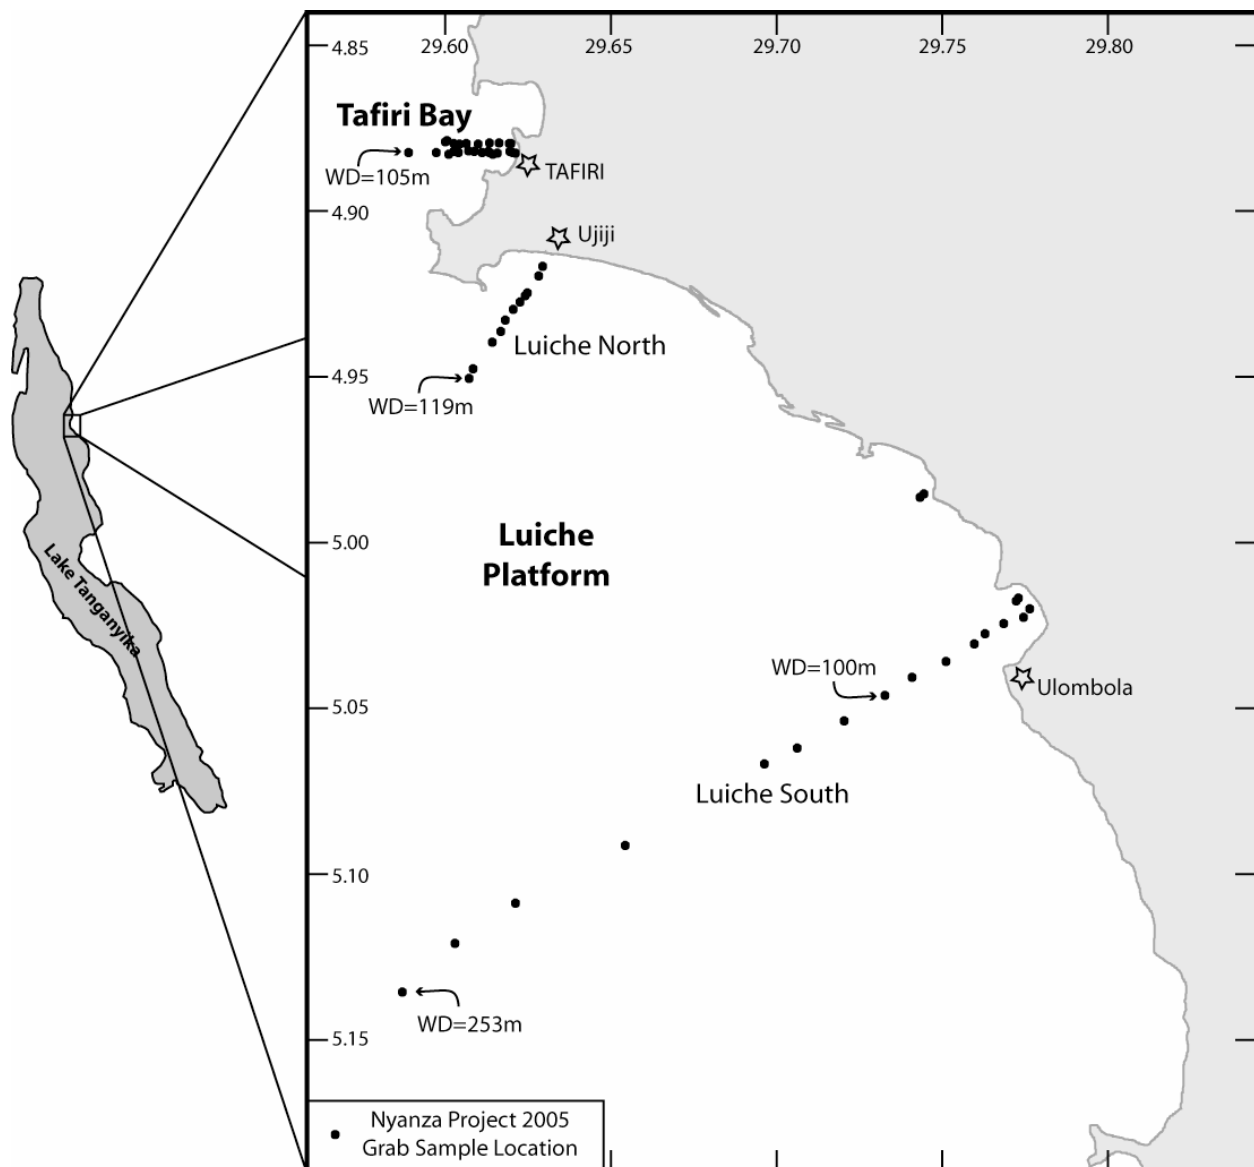 29.60
29.65
29.70
29.75
29.80
4.85
Tafiri Bay
WD=105m
TAFIRI
4.90
Ujiji
Luiche North
4.95
WD=119m
Luiche
Platform
5.00
Lake Tanganyika
WD=100m
Ulombola
5.05
Luiche South
5.10
WD=253m
5.15
Nyanza Project 2005
Grab Sample Location